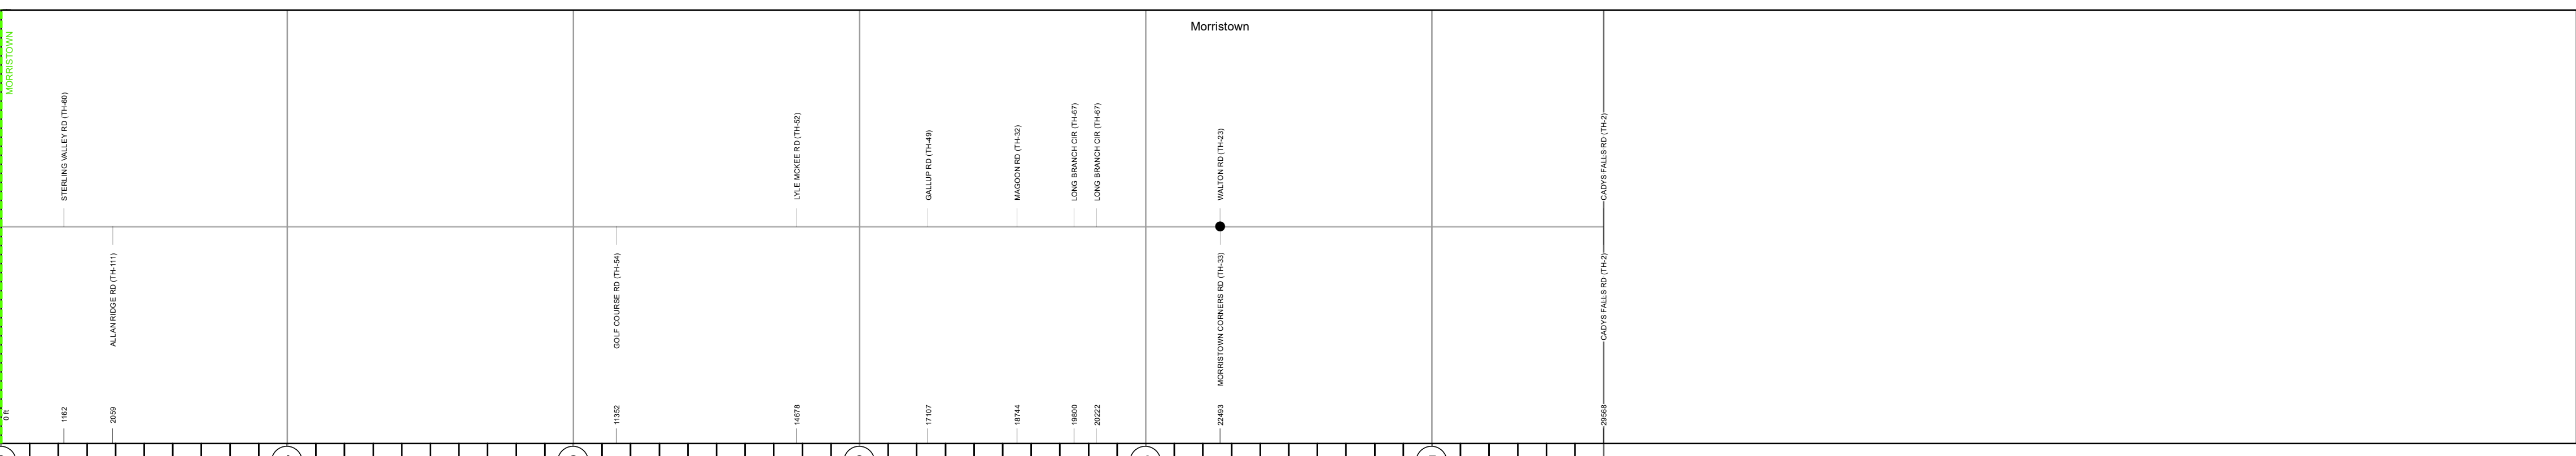 Morristown
MORRISTOWN
STERLING VALLEY RD (TH-60)
LYLE MCKEE RD (TH-52)
GALLUP RD (TH-49)
MAGOON RD (TH-32)
LONG BRANCH CIR (TH-67)
LONG BRANCH CIR (TH-67)
WALTON RD (TH-23)
CADYS FALLS RD (TH-2)
ALLAN RIDGE RD (TH-111)
GOLF COURSE RD (TH-54)
MORRISTOWN CORNERS RD (TH-33)
CADYS FALLS RD (TH-2)
0 ft
1162
2059
11352
14678
17107
18744
19800
20222
22493
29568